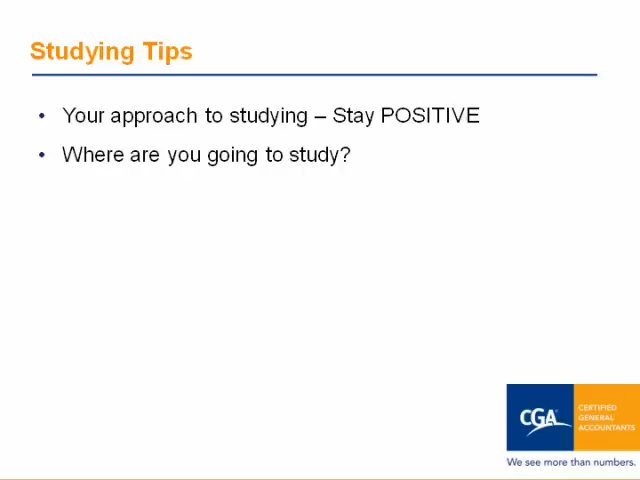 Studying Tips
• Your approach to studying – Stay POSITIVE
• Where are you going to study?
CGA
CERTIFIED
GENERAL
ACCOUNTANTS
We see more than numbers.